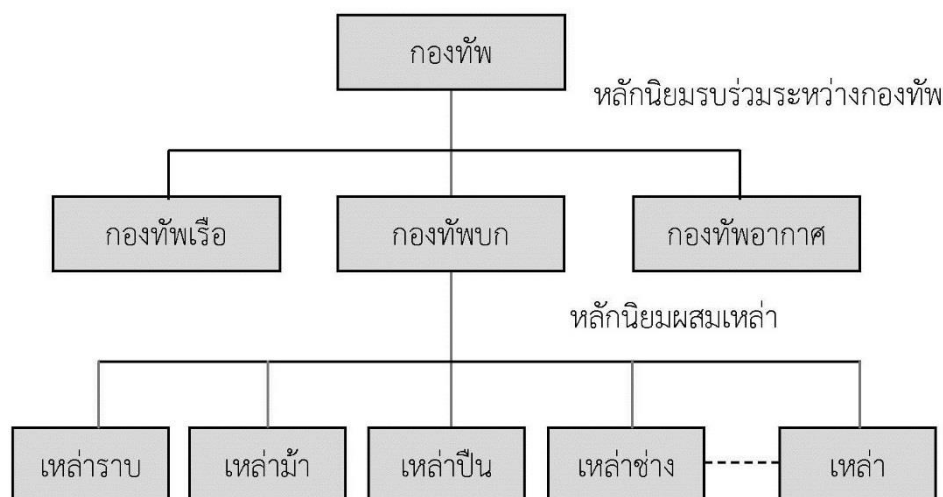 กองทัพ
หลักนิยมรบร่วมระหว่างกองทัพ
กองทัพเรือ
กองทัพบก
กองทัพอากาศ
หลักนิยมผสมเหล่า
เหล่าราบ
เหล่าม้า
เหล่าปืน
เหล่าช่าง
เหล่า